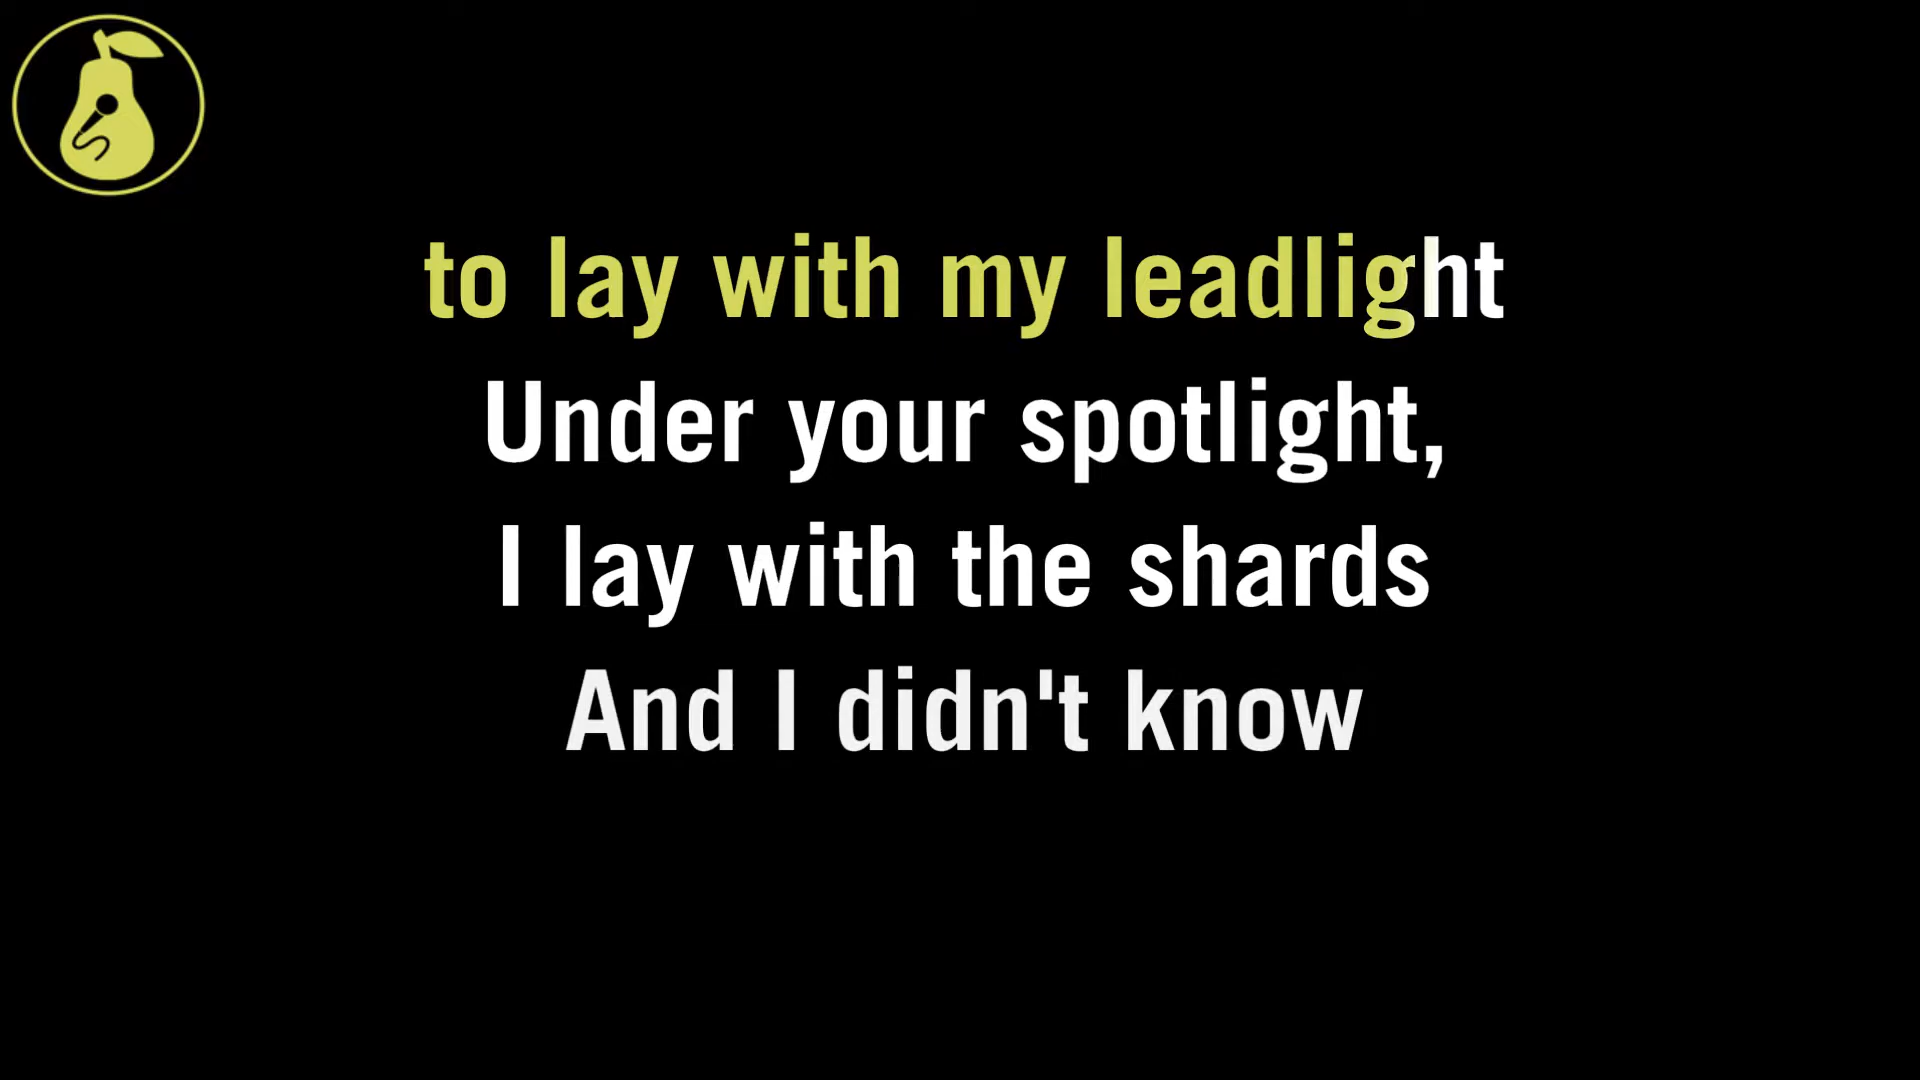 to lay with my leadlight
Under your spotlight,
I lay with the shards
And I didn't know